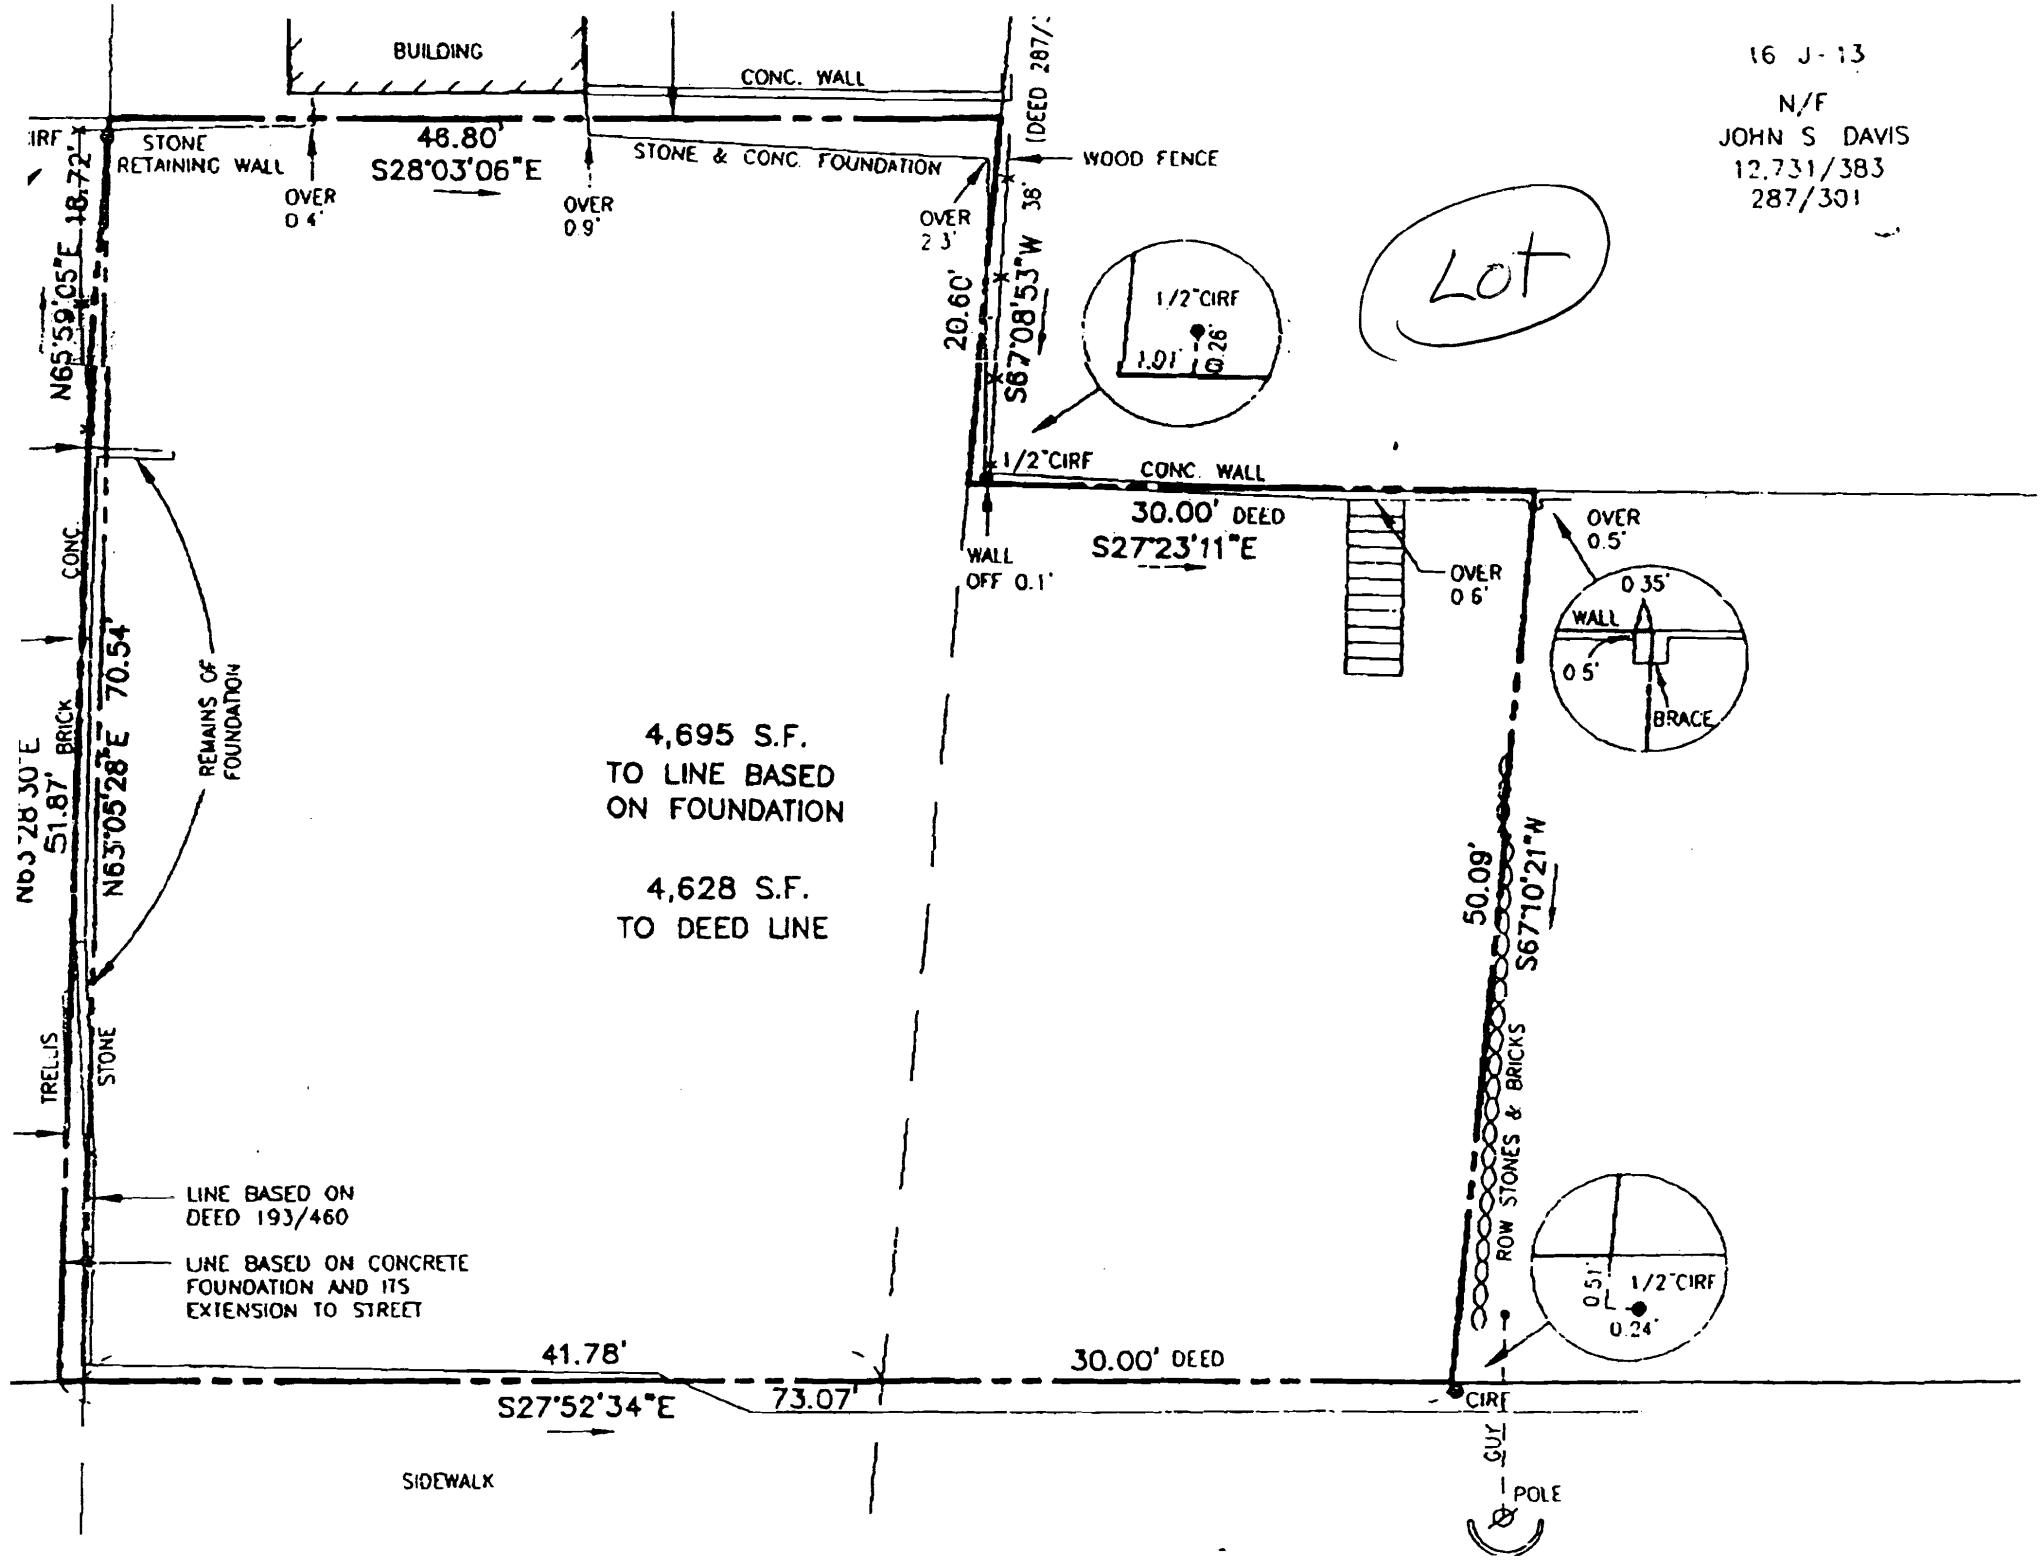 BUILDING
CONC. WALL
(DEED 287/
16 J-13
N/F
JOHN S DAVIS
12,731/383
287/301
Lot
STONE
RETAINING WALL
46.80'
S28°03'06"E
STONE & CONC. FOUNDATION
WOOD FENCE
OVER
0.4'
OVER
0.9'
OVER
2.3'
18.72'
N65°59'05"E
20.60'
S67°08'53"W
38'
1/2"CIRF
1.01'
0.26'
1/2"CIRF
CONC. WALL
30.00' DEED
S27°23'11"E
WALL
OFF 0.1'
OVER
0.5'
OVER
0.6'
0.35'
WALL
0.5'
BRACE
CONC.
BRICK
51.87'
N63°05'28"E 70.54'
REMAINS OF
FOUNDATION
4,695 S.F.
TO LINE BASED
ON FOUNDATION
4,628 S.F.
TO DEED LINE
50.09'
S67°10'21"W
ROW STONES & BRICKS
TRELLIS
STONE
LINE BASED ON
DEED 193/460
LINE BASED ON CONCRETE
FOUNDATION AND ITS
EXTENSION TO STREET
0.51'
1/2"CIRF
0.24'
41.78'
30.00' DEED
S27°52'34"E
73.07'
CIRF
GUY
SIDEWALK
POLE